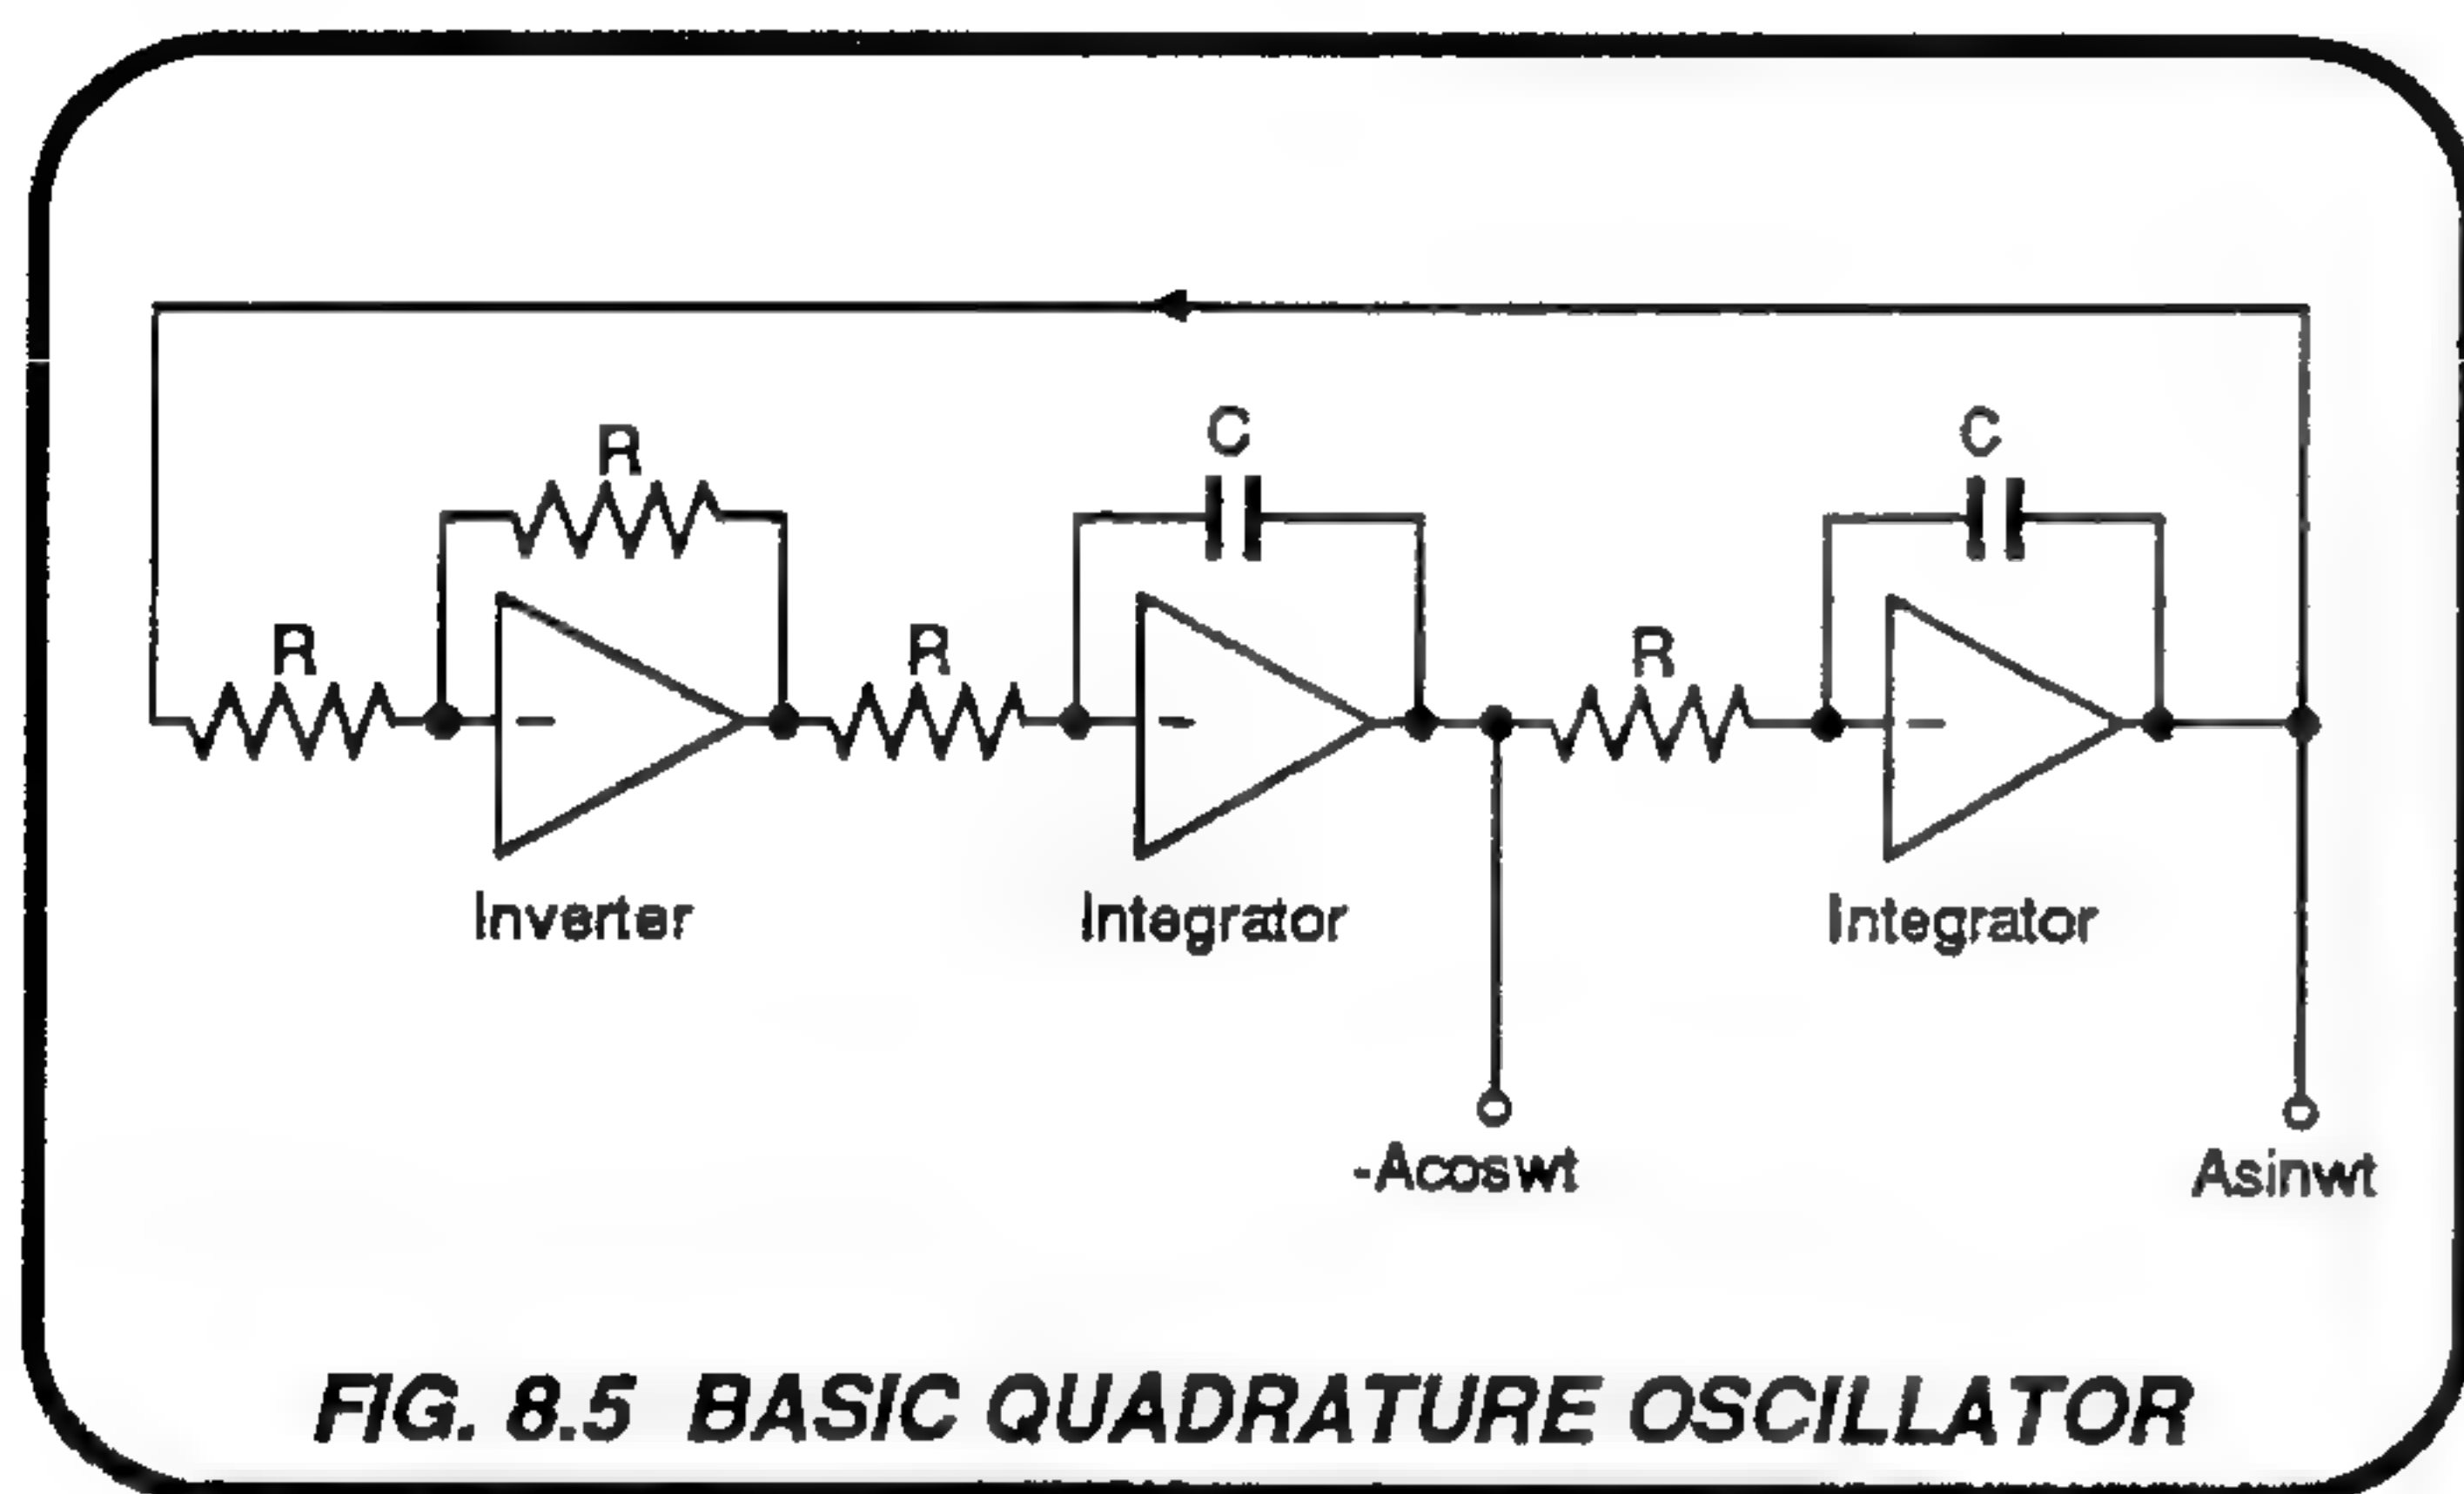 C
C
R
R
R
R
-
-
-
Inverter
Integrator
Integrator
-Acoswt
Asinwt
FIG. 8.5 BASIC QUADRATURE OSCILLATOR